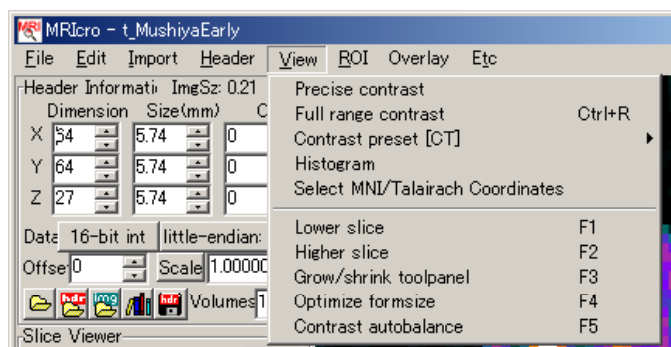 MRIcro - t_MushiyaEarly
File Edit Import Header View ROI Overlay Etc
Header Informati ImgSz: 0.21
Dimension Size(mm)
X 5.74 0
Y 64 5.74 0
Z 27 5.74 0
Data 16-bit int little-endian:
Offset 0 Scale 1.00000
Volumes 1
Slice Viewer
Precise contrast
Full range contrast Ctrl+R
Contrast preset [CT]
Histogram
Select MNI/Talairach Coordinates
Lower slice F1
Higher slice F2
Grow/shrink toolpanel F3
Optimize formsize F4
Contrast autobalance F5